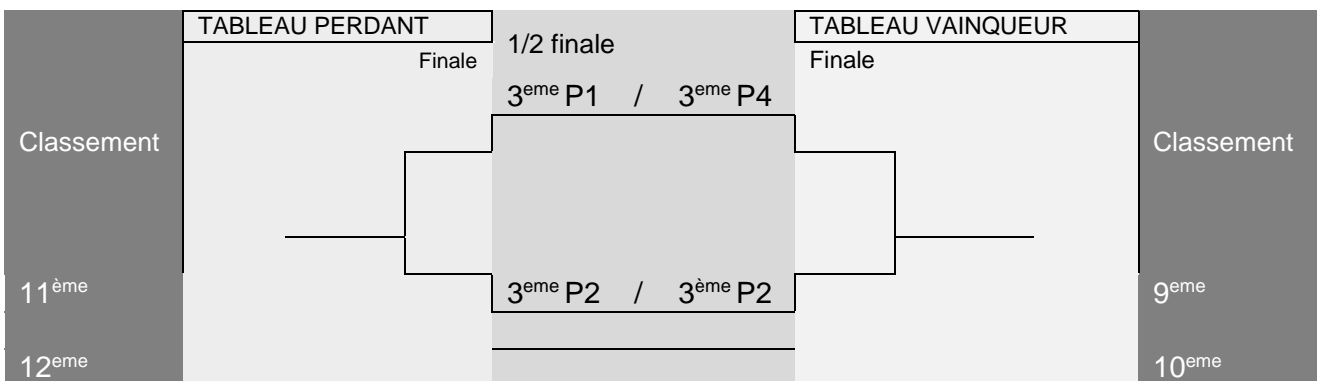 TABLEAU PERDANT
1/2 finale
TABLEAU VAINQUEUR
Finale
Finale
3eme P1 / 3eme P4
Classement
Classement
11ème
3eme P2 / 3ème P2
9eme
12eme
10eme